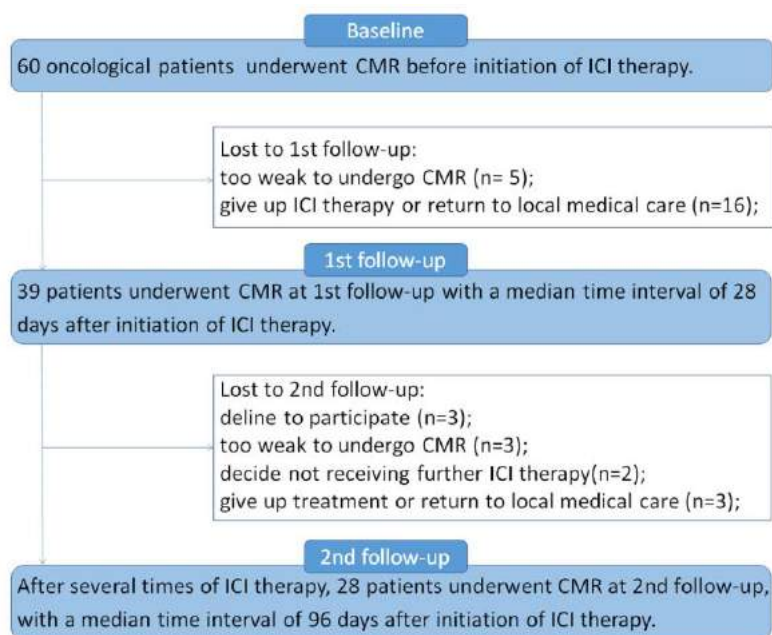 Baseline
60 oncological patients underwent CMR before initiation of ICI therapy.
Lost to 1st follow-up:
too weak to undergo CMR (n= 5);
give up ICI therapy or return to local medical care (n=16);
1st follow-up
39 patients underwent CMR at 1st follow-up with a median time interval of 28
days after initiation of ICI therapy.
Lost to 2nd follow-up:
deline to participate (n=3);
too weak to undergo CMR (n=3);
decide not receiving further ICI therapy(n=2);
give up treatment or return to local medical care (n=3);
2nd follow-up
After several times of ICI therapy, 28 patients underwent CMR at 2nd follow-up,
with a median time interval of 96 days after initiation of ICI therapy.